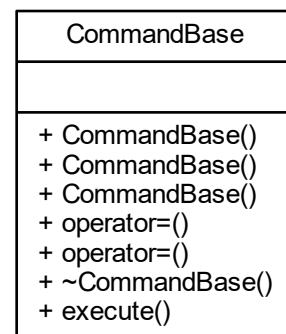 CommandBase
+ CommandBase()
+ CommandBase()
+ CommandBase()
+ operator=()
+ operator=()
+ ~CommandBase()
+ execute()